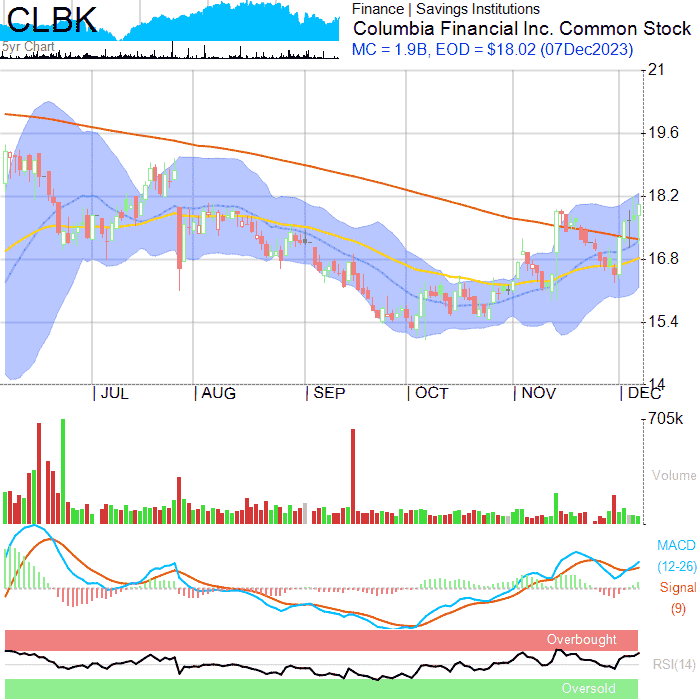 CLBK
5yr Chart
Finance | Savings Institutions
Columbia Financial Inc. Common Stock
MC = 1.9B, EOD = $18.02 (07Dec2023)
21
19.6
18.2
16.8
15.4
14
JUL AUG SEP OCT NOV DEC
705k
Volume
MACD
(12-26)
Signal
(9)
Overbought
RSI(14)
Oversold